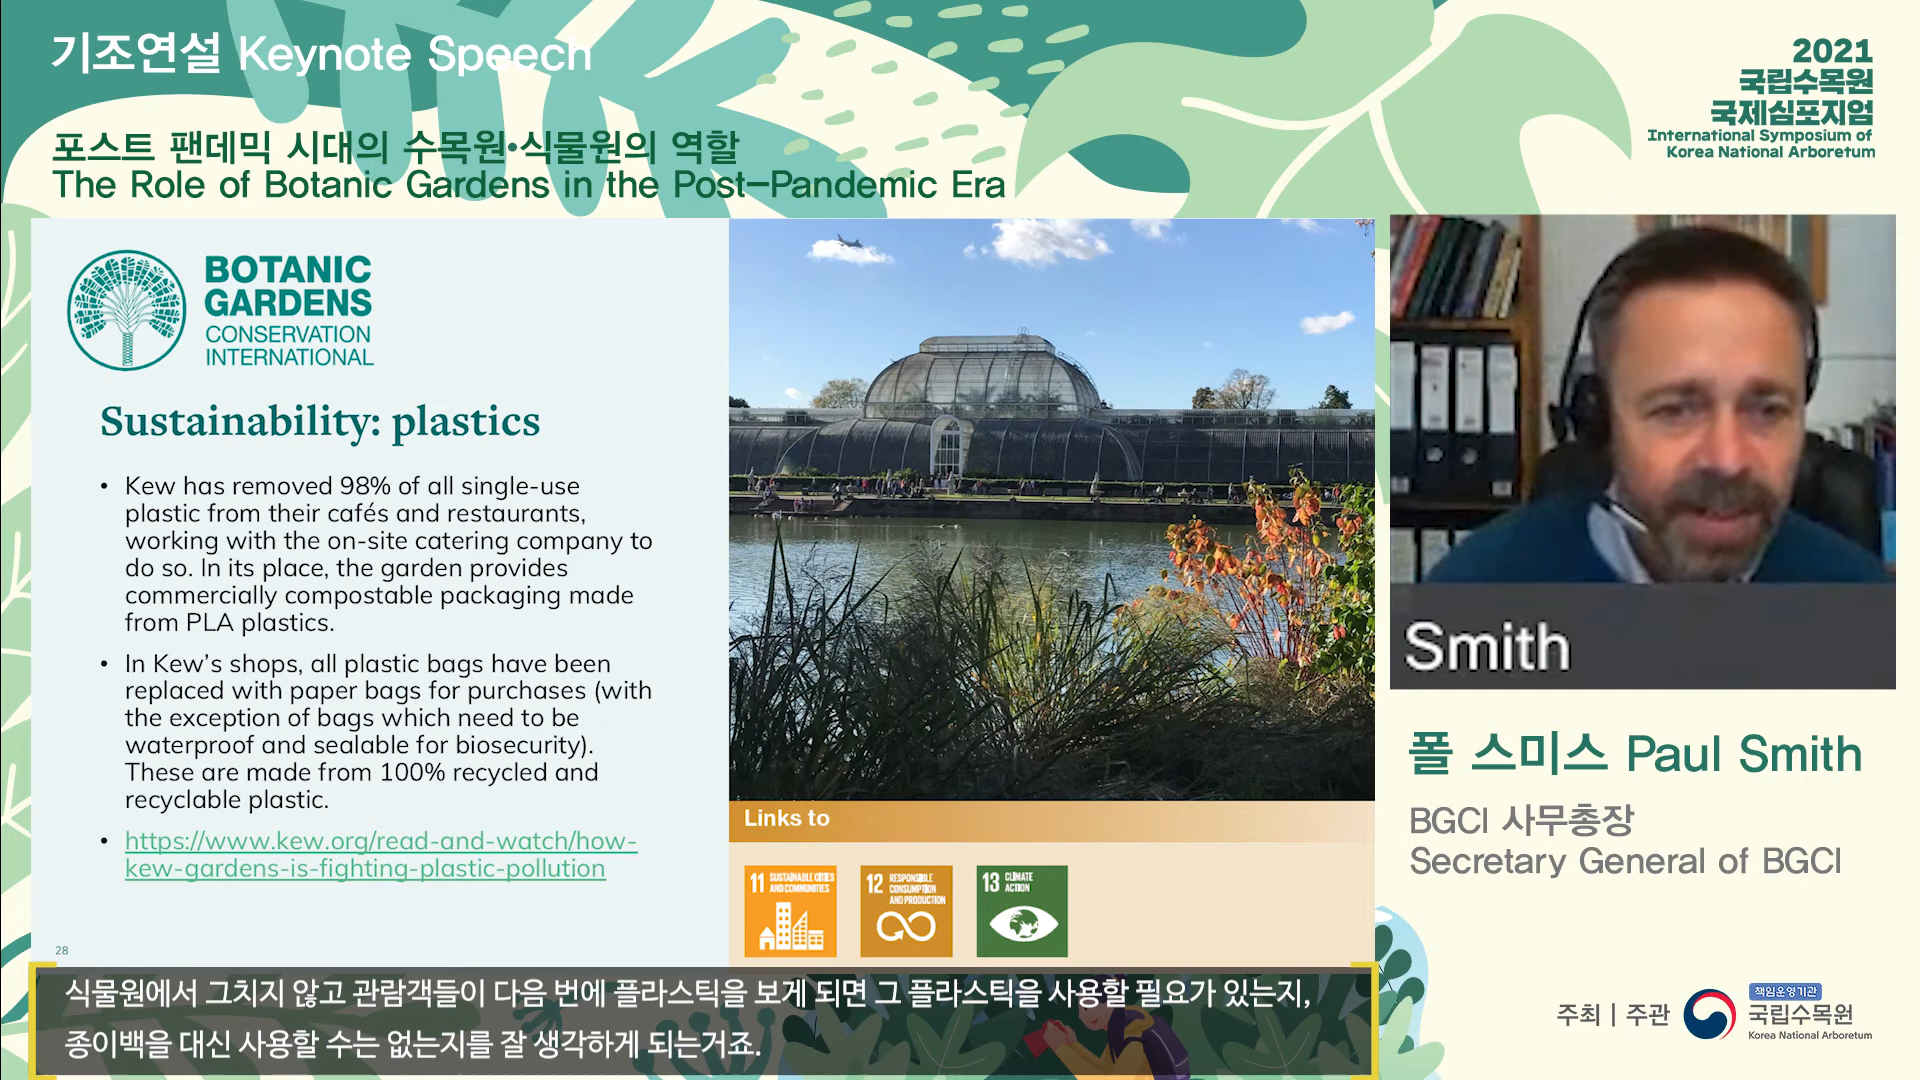 기조연설 Keynote Speech
포스트 팬데믹 시대의 수목원•식물원의 역할
The Role of Botanic Gardens in the Post-Pandemic Era
2021
국립수목원
국제심포지엄
International Symposium of
Korea National Arboretum
BOTANIC
GARDENS
CONSERVATION
INTERNATIONAL
Sustainability: plastics
• Kew has removed 98% of all single-use
plastic from their cafés and restaurants,
working with the on-site catering company to
do so. In its place, the garden provides
commercially compostable packaging made
from PLA plastics.
• In Kew's shops, all plastic bags have been
replaced with paper bags for purchases (with
the exception of bags which need to be
waterproof and sealable for biosecurity).
These are made from 100% recycled and
recyclable plastic.
• https://www.kew.org/read-and-watch/how-
kew-gardens-is-fighting-plastic-pollution
28
Links to
11 SUSTAINABLE CITIES
AND COMMUNITIES
12 RESPONSIBLE
CONSUMPTION
AND PRODUCTION
13 CLIMATE
ACTION
Smith
폴 스미스 Paul Smith
BGCI 사무총장
Secretary General of BGCI
식물원에서 그치지 않고 관람객들이 다음 번에 플라스틱을 보게 되면 그 플라스틱을 사용할 필요가 있는지,
종이백을 대신 사용할 수는 없는지를 잘 생각하게 되는거죠.
주최 | 주관
책임운영기관
국립수목원
Korea National Arboretum